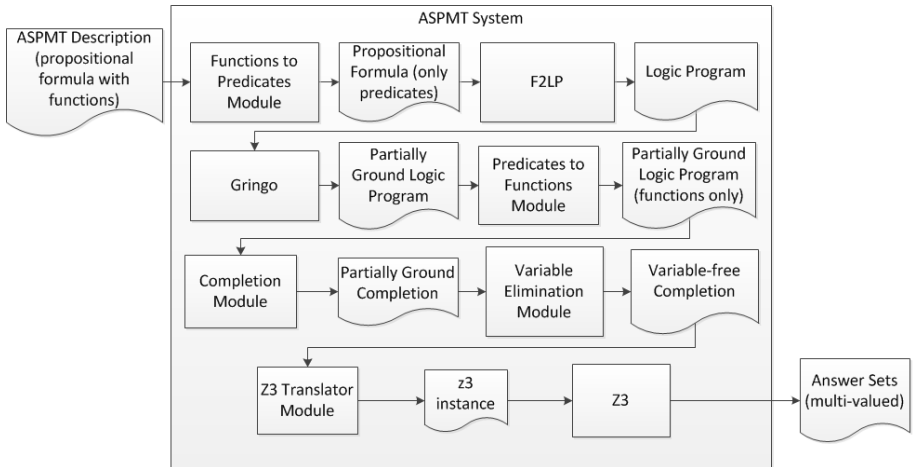 ASPMT System
ASPMT Description
(propositional
formula with
functions)
Functions to
Predicates
Module
Propositional
Formula (only
predicates)
F2LP
Logic Program
Gringo
Partially
Ground Logic
Program
Predicates to
Functions
Module
Partially Ground
Logic Program
(functions only)
Completion
Module
Partially Ground
Completion
Variable
Elimination
Module
Variable-free
Completion
Z3 Translator
Module
z3
instance
Z3
Answer Sets
(multi-valued)